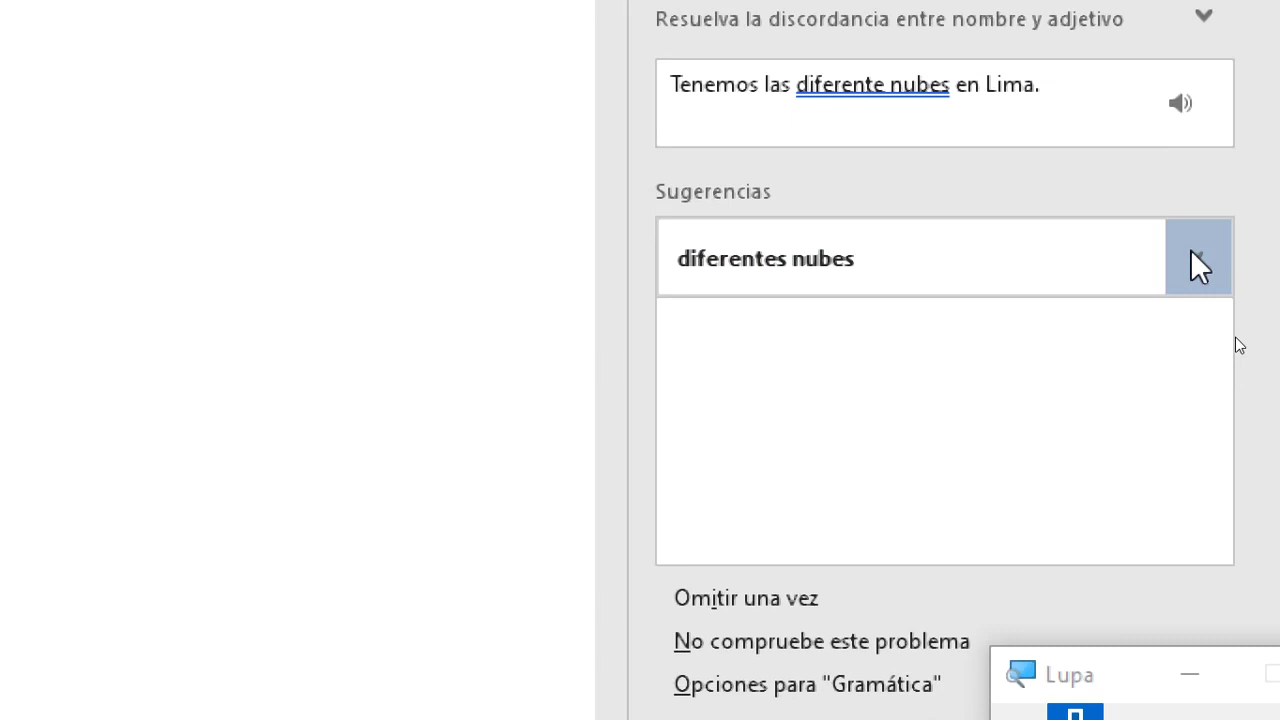 Resuelva la discordancia entre nombre y adjetivo
Tenemos las diferente nubes en Lima.
Sugerencias
diferentes nubes
Omitir una vez
No compruebe este problema
Opciones para "Gramática"
Lupa